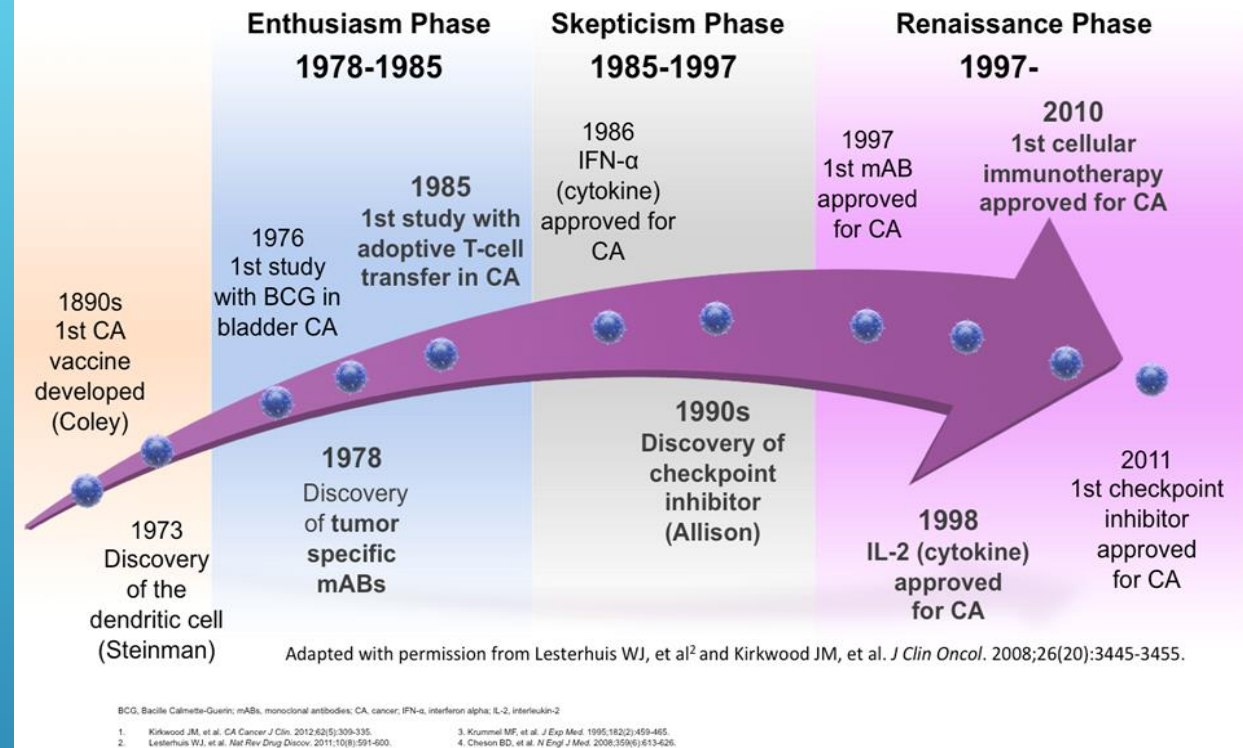 Enthusiasm Phase
1978-1985
Skepticism Phase
1985-1997
Renaissance Phase
1997-
1890s
1st CA
vaccine
developed
(Coley)
1973
Discovery
of the
dendritic cell
(Steinman)
1976
1st study
with BCG in
bladder CA
1978
Discovery
of tumor
specific
mABs
1985
1st study with
adoptive T-cell
transfer in CA
1986
IFN-α
(cytokine)
approved for
CA
1990s
Discovery of
checkpoint
inhibitor
(Allison)
1997
1st mAB
approved
for CA
1998
IL-2 (cytokine)
approved
for CA
2010
1st cellular
immunotherapy
approved for CA
2011
1st checkpoint
inhibitor
approved
for CA
Adapted with permission from Lesterhuis WJ, et al² and Kirkwood JM, et al. J Clin Oncol. 2008;26(20):3445-3455.
BCG, Bacille Calmette-Guerin; mABs, monoclonal antibodies; CA, cancer; IFN-α, interferon alpha; IL-2, interleukin-2
1. Kirkwood JM, et al. CA Cancer J Clin. 2012;62(5):309-335.
2. Lesterhuis WJ, et al. Nat Rev Drug Discov. 2011;10(8):591-600.
3. Krummel MF, et al. J Exp Med. 1995;182(2):459-465.
4. Cheson BD, et al. N Engl J Med. 2008;359(6):613-626.